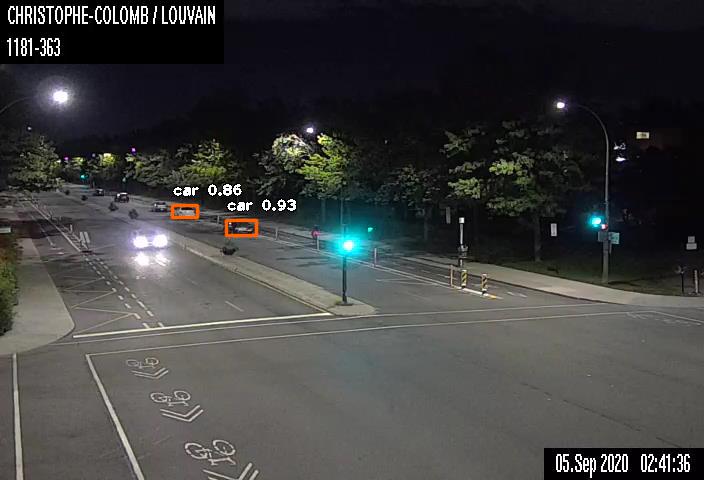 CHRISTOPHE-COLOMB / LOUVAIN
1181-363
car 0.86
car 0.93
05.Sep 2020 02:41:36